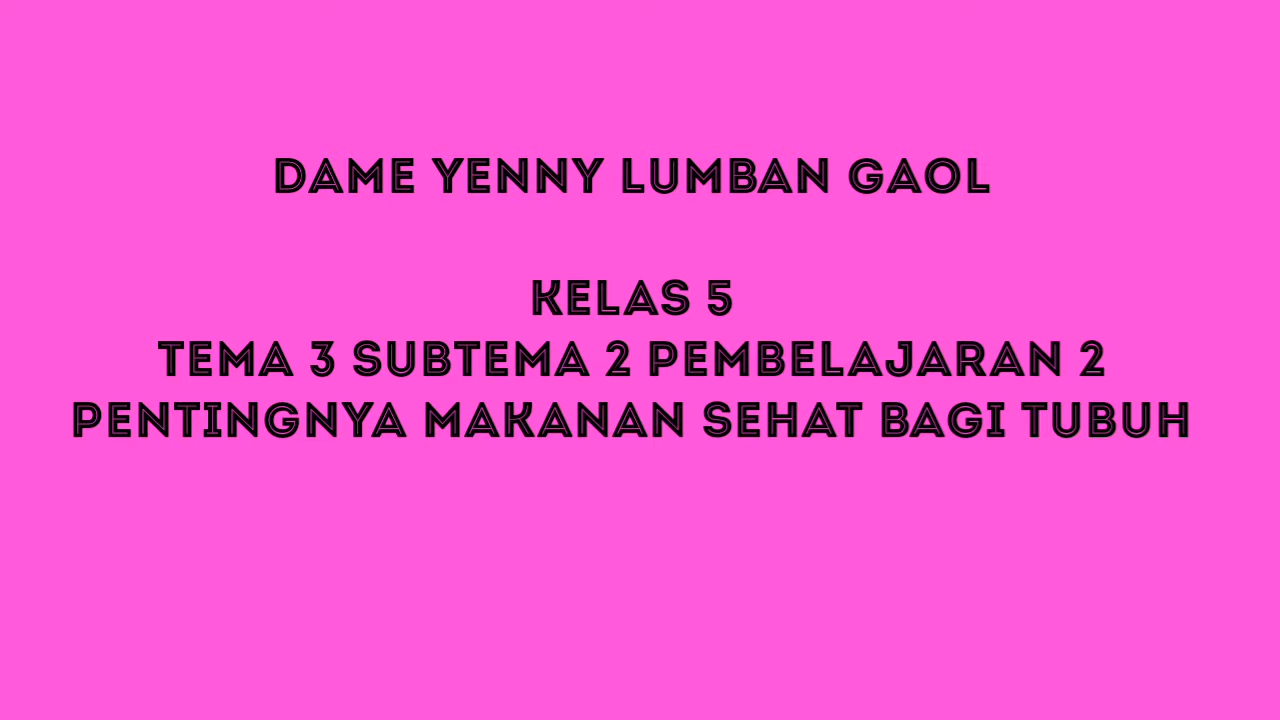 DAME YENNY LUMBAN GAOL
KELAS 5
TEMA 3 SUBTEMA 2 PEMBELAJARAN 2
PENTINGNYA MAKANAN SEHAT BAGI TUBUH